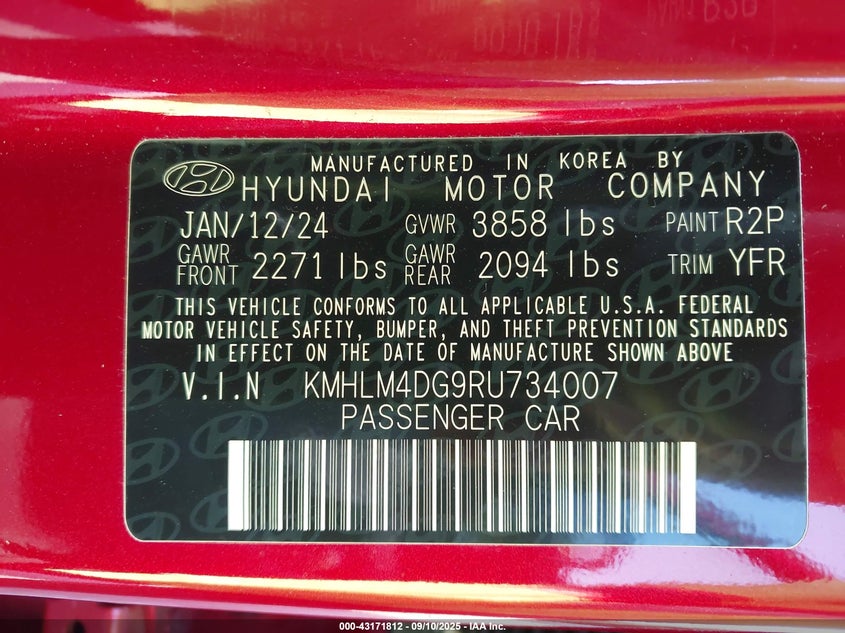 MANUFACTURED IN KOREA BY
HYUNDAI MOTOR COMPANY
JAN/12/24 GVWR 3858 lbs PAINT R2P
GAWR FRONT 2271 lbs GAWR REAR 2094 lbs TRIM YFR
THIS VEHICLE CONFORMS TO ALL APPLICABLE U.S.A. FEDERAL
MOTOR VEHICLE SAFETY, BUMPER, AND THEFT PREVENTION STANDARDS
IN EFFECT ON THE DATE OF MANUFACTURE SHOWN ABOVE
V.I.N KMHLM4DG9RU734007
PASSENGER CAR
000-43171812 - 09/10/2025 - IAA Inc.